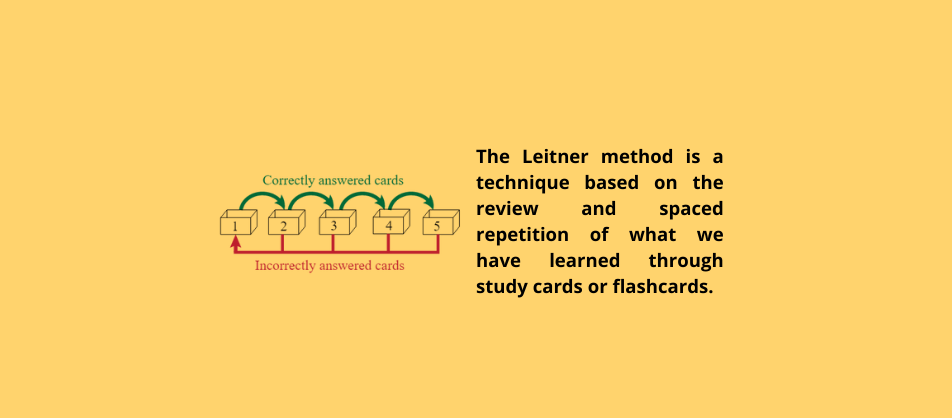 Correctly answered cards
1 2 3 4 5
Incorrectly answered cards
The Leitner method is a
technique based on the
review and spaced
repetition of what we
have learned through
study cards or flashcards.